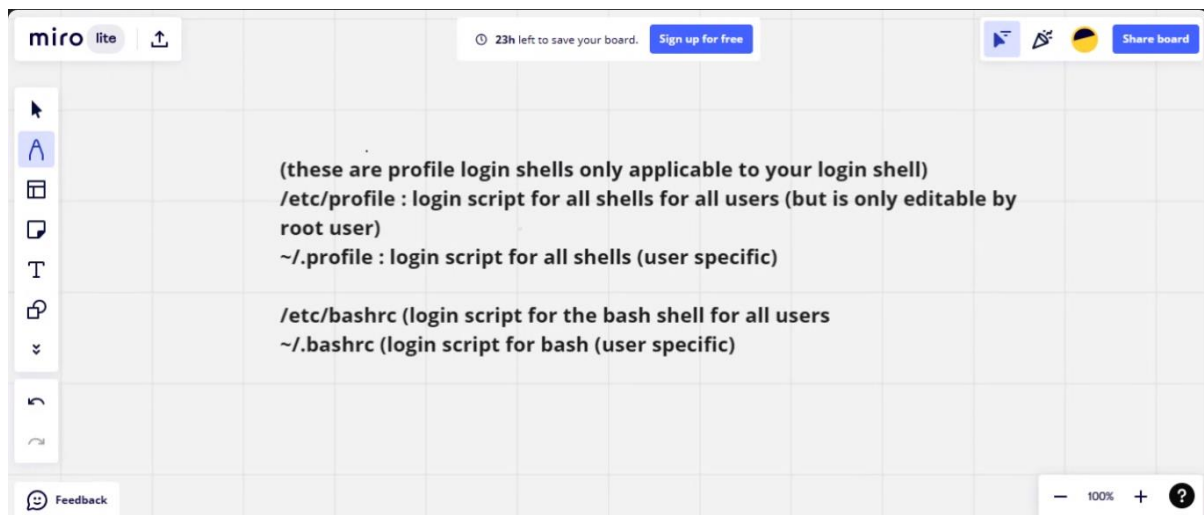 miro lite
23h left to save your board. Sign up for free
Share board
(these are profile login shells only applicable to your login shell)
/etc/profile : login script for all shells for all users (but is only editable by
root user)
~/.profile : login script for all shells (user specific)
/etc/bashrc (login script for the bash shell for all users
~/.bashrc (login script for bash (user specific)
T
Feedback
100%
?